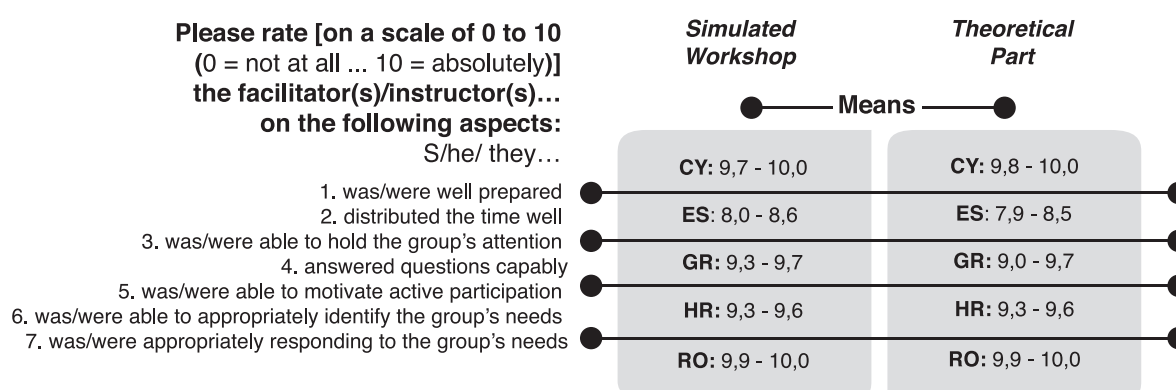 Please rate [on a scale of 0 to 10
(0 = not at all ... 10 = absolutely)]
the facilitator(s)/instructor(s)…
on the following aspects:
S/he/ they…
1. was/were well prepared
2. distributed the time well
3. was/were able to hold the group's attention
4. answered questions capably
5. was/were able to motivate active participation
6. was/were able to appropriately identify the group's needs
7. was/were appropriately responding to the group's needs
Simulated
Workshop
Theoretical
Part
Means
CY: 9,7 - 10,0
CY: 9,8 - 10,0
ES: 8,0 - 8,6
ES: 7,9 - 8,5
GR: 9,3 - 9,7
GR: 9,0 - 9,7
HR: 9,3 - 9,6
HR: 9,3 - 9,6
RO: 9,9 - 10,0
RO: 9,9 - 10,0